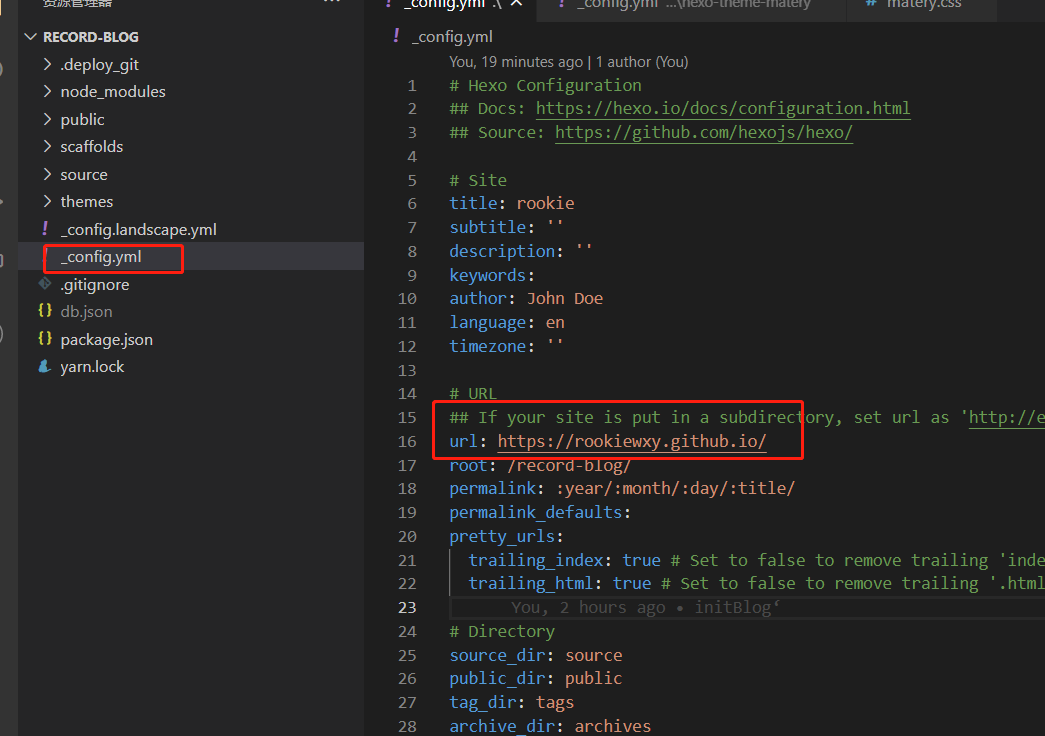 资源管理器
RECORD-BLOG
.deploy_git
node_modules
public
scaffolds
source
themes
! _config.landscape.yml
_config.yml
.gitignore
{} db.json
{} package.json
yarn.lock
! _config.yml .\ ! _config.yml ...\hexo-theme-matery # matery.css
! _config.yml
You, 19 minutes ago | 1 author (You)
1 # Hexo Configuration
2 ## Docs: https://hexo.io/docs/configuration.html
3 ## Source: https://github.com/hexojs/hexo/
4
5 # Site
6 title: rookie
7 subtitle: ''
8 description: ''
9 keywords:
10 author: John Doe
11 language: en
12 timezone: ''
13
14 # URL
15 ## If your site is put in a subdirectory, set url as 'http://e
16 url: https://rookiewxy.github.io/
17 root: /record-blog/
18 permalink: :year/:month/:day/:title/
19 permalink_defaults:
20 pretty_urls:
21 trailing_index: true # Set to false to remove trailing 'inde
22 trailing_html: true # Set to false to remove trailing '.html
23 You, 2 hours ago • initBlog‘
24 # Directory
25 source_dir: source
26 public_dir: public
27 tag_dir: tags
28 archive_dir: archives